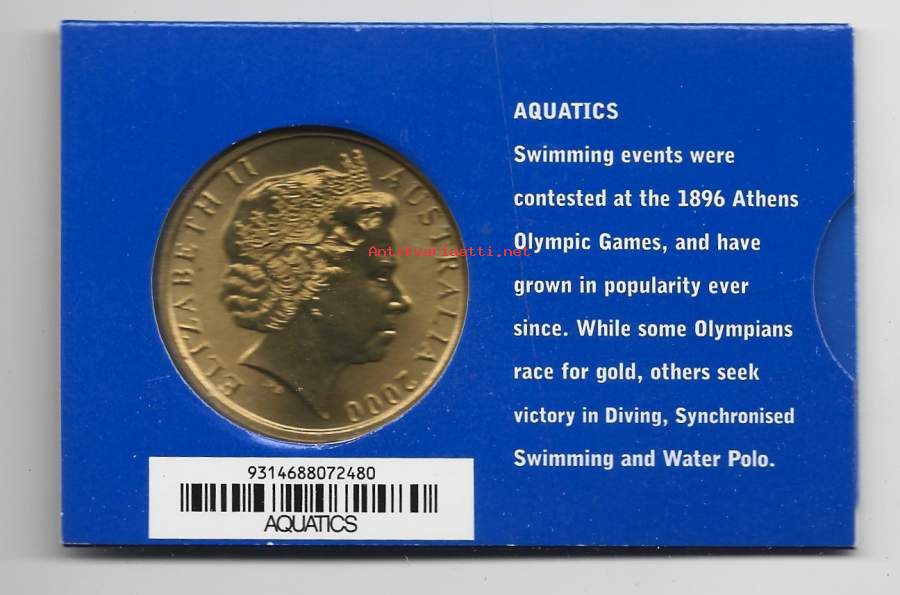 ELIZABETH II AUSTRALIA 2000
Antikvariaatti.net
AQUATICS
Swimming events were
contested at the 1896 Athens
Olympic Games, and have
grown in popularity ever
since. While some Olympians
race for gold, others seek
victory in Diving, Synchronised
Swimming and Water Polo.
9314688072480
AQUATICS